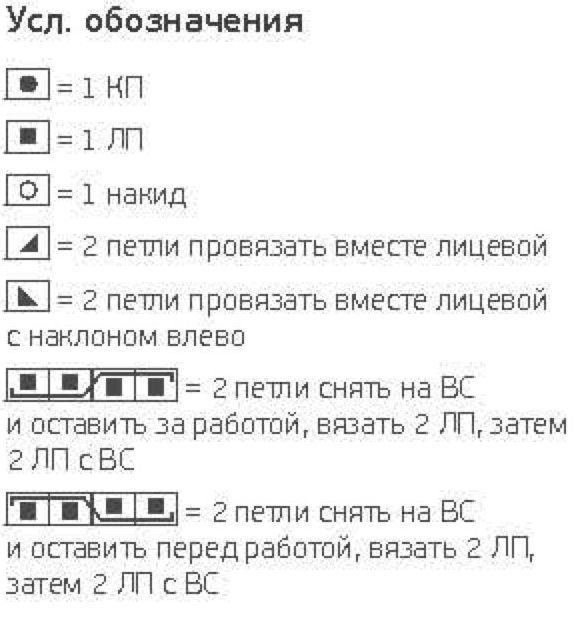 Усл. обозначения
= 1 КП
= 1 ЛП
= 1 накид
= 2 петли провязать вместе лицевой
= 2 петли провязать вместе лицевой
с наклоном влево
= 2 петли снять на ВС
и оставить за работой, вязать 2 ЛП, затем
2 ЛП с ВС
= 2 петли снять на ВС
и оставить перед работой, вязать 2 ЛП,
затем 2 ЛП с ВС